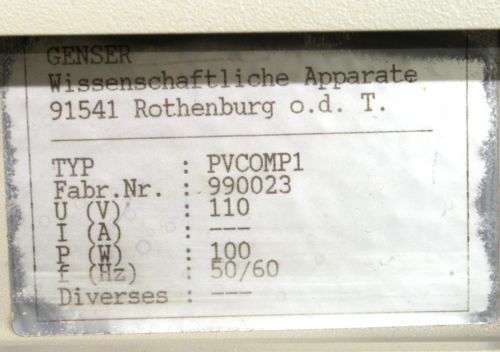 GENSER
Wissenschaftliche Apparate
91541 Rothenburg o.d. T.
TYP : PVCOMP1
Fabr.Nr. : 990023
U (V) : 110
I (A) : ---
P (W) : 100
f (Hz) : 50/60
Diverses : ---